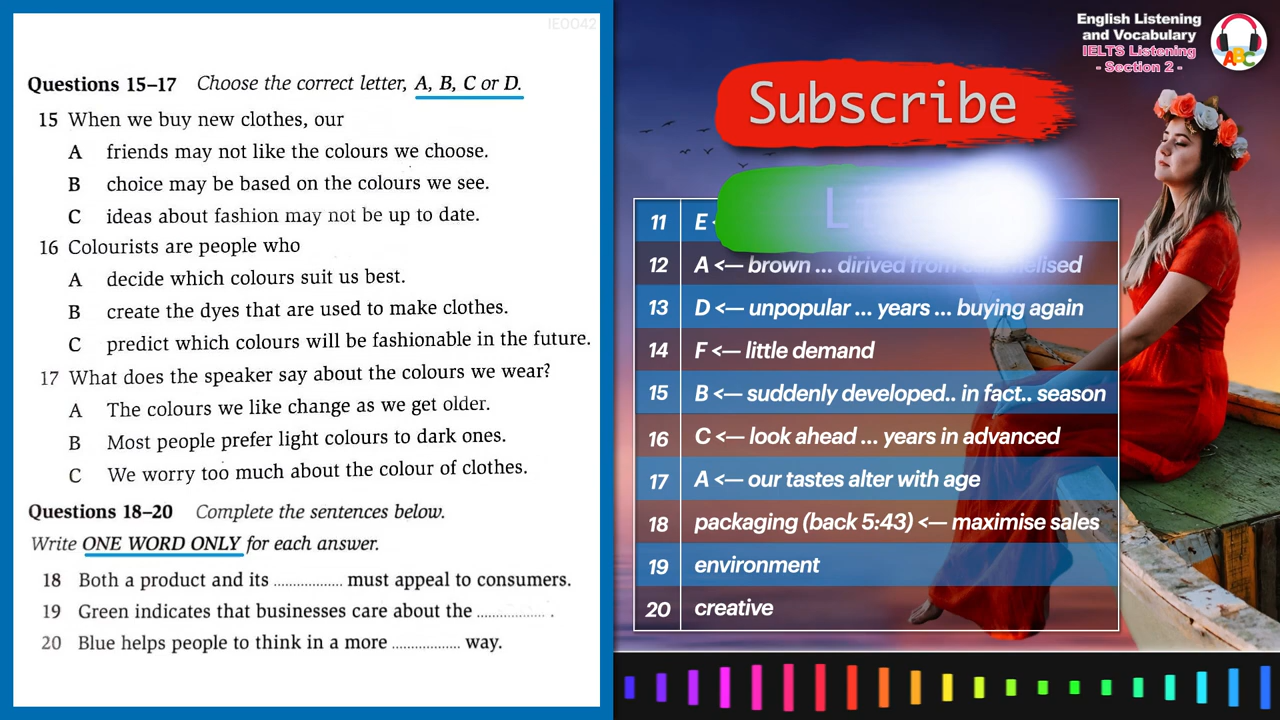 IE0042
Questions 15–17 Choose the correct letter, A, B, C or D.
15 When we buy new clothes, our
A friends may not like the colours we choose.
B choice may be based on the colours we see.
C ideas about fashion may not be up to date.
16 Colourists are people who
A decide which colours suit us best.
B create the dyes that are used to make clothes.
C predict which colours will be fashionable in the future.
17 What does the speaker say about the colours we wear?
A The colours we like change as we get older.
B Most people prefer light colours to dark ones.
C We worry too much about the colour of clothes.
Questions 18–20 Complete the sentences below.
Write ONE WORD ONLY for each answer.
18 Both a product and its .................. must appeal to consumers.
19 Green indicates that businesses care about the .................. .
20 Blue helps people to think in a more .................. way.
English Listening
and Vocabulary
IELTS Listening
- Section 2 -
ABC
Subscribe
11 E
12 A <— brown ... dirived from
13 D <— unpopular ... years ... buying again
14 F <— little demand
15 B <— suddenly developed.. in fact.. season
16 C <— look ahead ... years in advanced
17 A <— our tastes alter with age
18 packaging (back 5:43) <— maximise sales
19 environment
20 creative